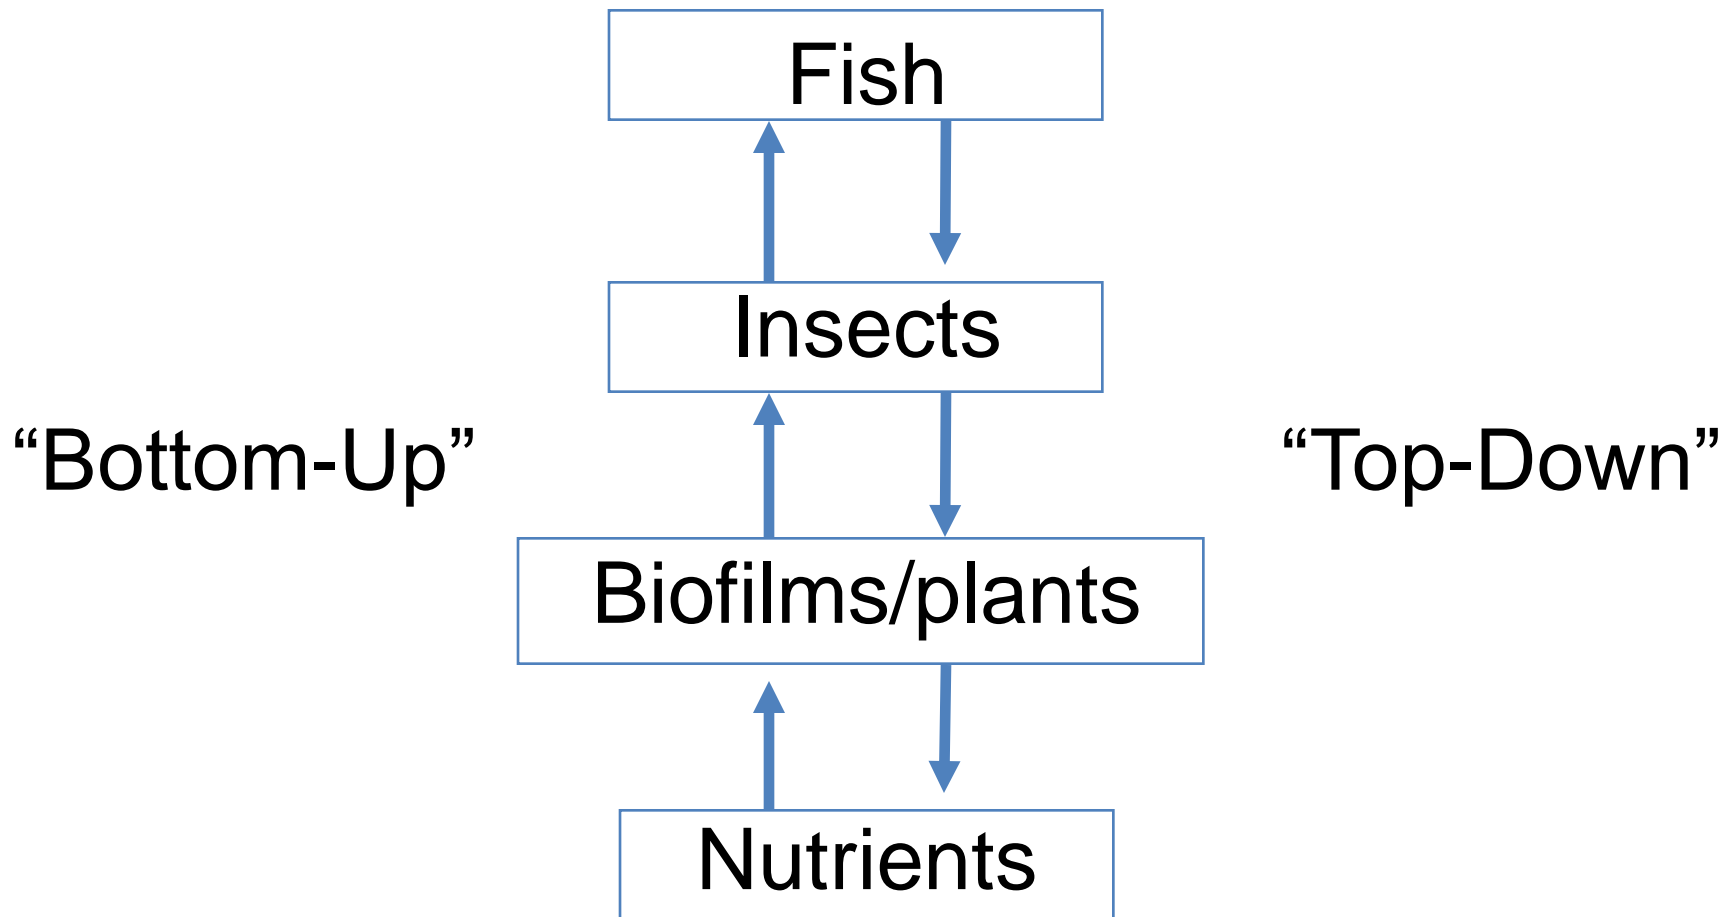 Fish
Insects
“Bottom-Up”
“Top-Down”
Biofilms/plants
Nutrients